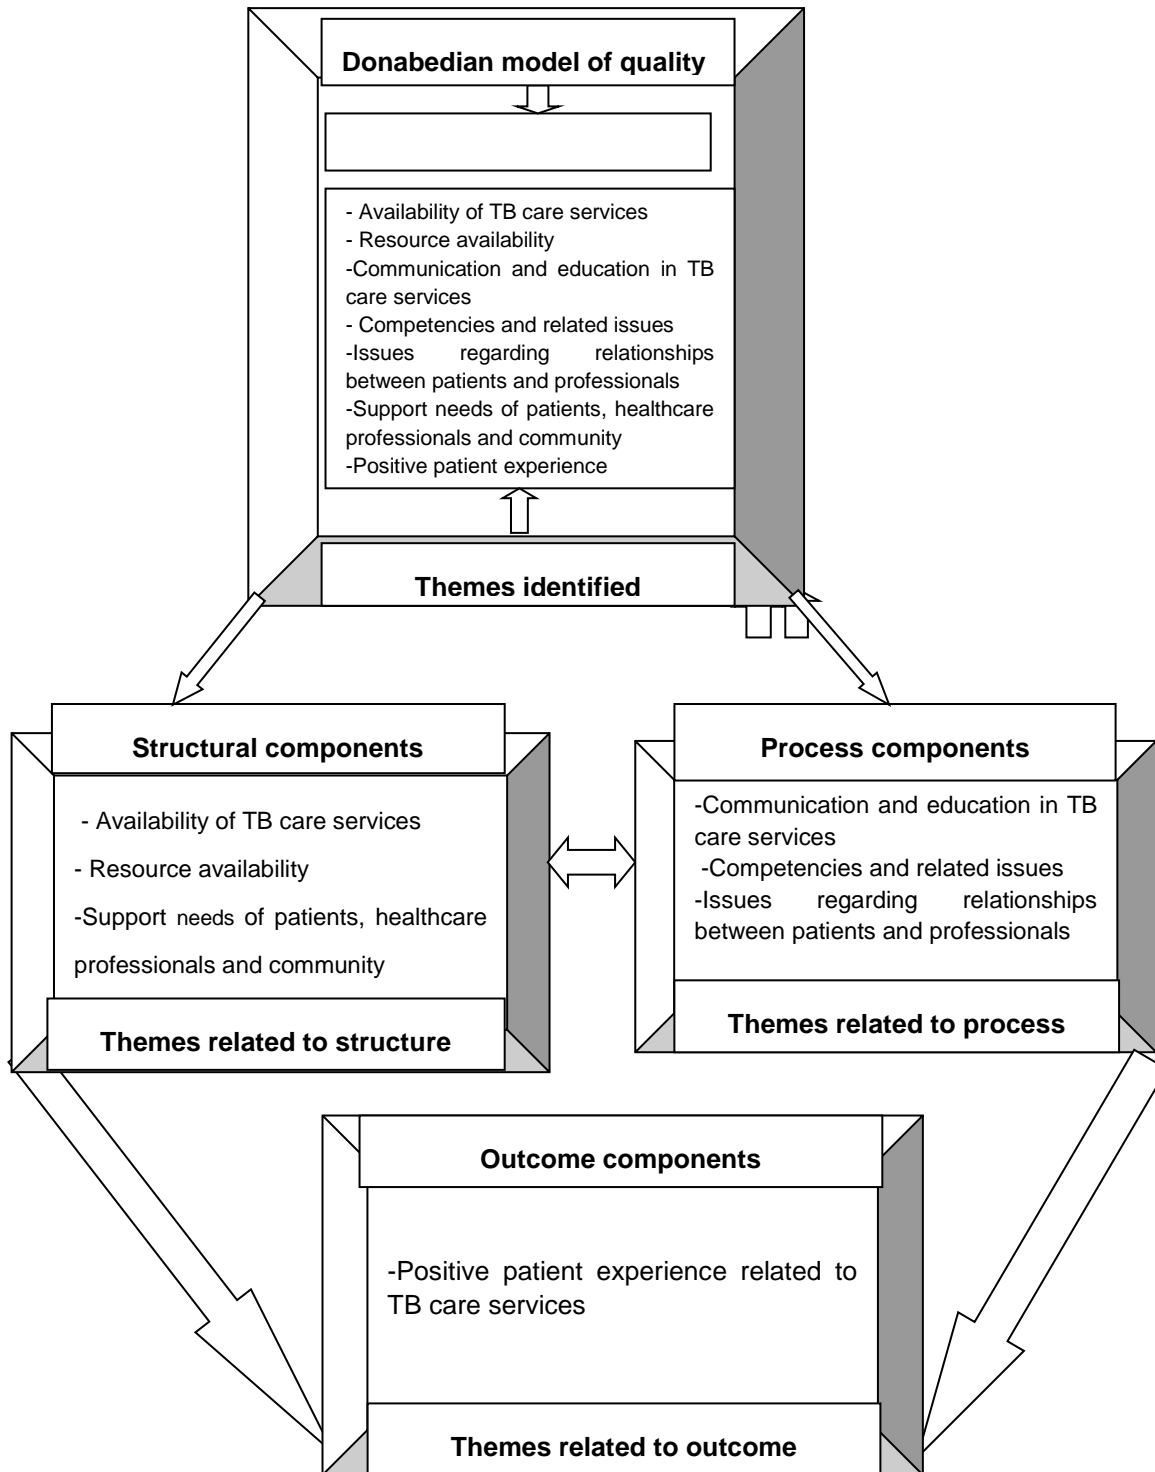 Donabedian model of quality
- Availability of TB care services
- Resource availability
-Communication and education in TB
care services
- Competencies and related issues
-Issues regarding relationships
between patients and professionals
-Support needs of patients, healthcare
professionals and community
-Positive patient experience
Themes identified
Structural components
- Availability of TB care services
- Resource availability
-Support needs of patients, healthcare
professionals and community
Themes related to structure
Process components
-Communication and education in TB
care services
-Competencies and related issues
-Issues regarding relationships
between patients and professionals
Themes related to process
Outcome components
-Positive patient experience related to
TB care services
Themes related to outcome